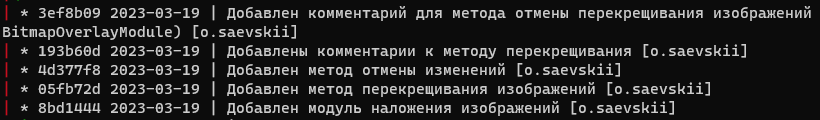 | * 3ef8b09 2023-03-19 | Добавлен комментарий для метода отмены перекрещивания изображений
BitmapOverlayModule) [o.saevskii]
| * 193b60d 2023-03-19 | Добавлены комментарии к методу перекрещивания [o.saevskii]
| * 4d377f8 2023-03-19 | Добавлен метод отмены изменений [o.saevskii]
| * 05fb72d 2023-03-19 | Добавлен метод перекрещивания изображений [o.saevskii]
| * 8bd1444 2023-03-19 | Добавлен модуль наложения изображений [o.saevskii]